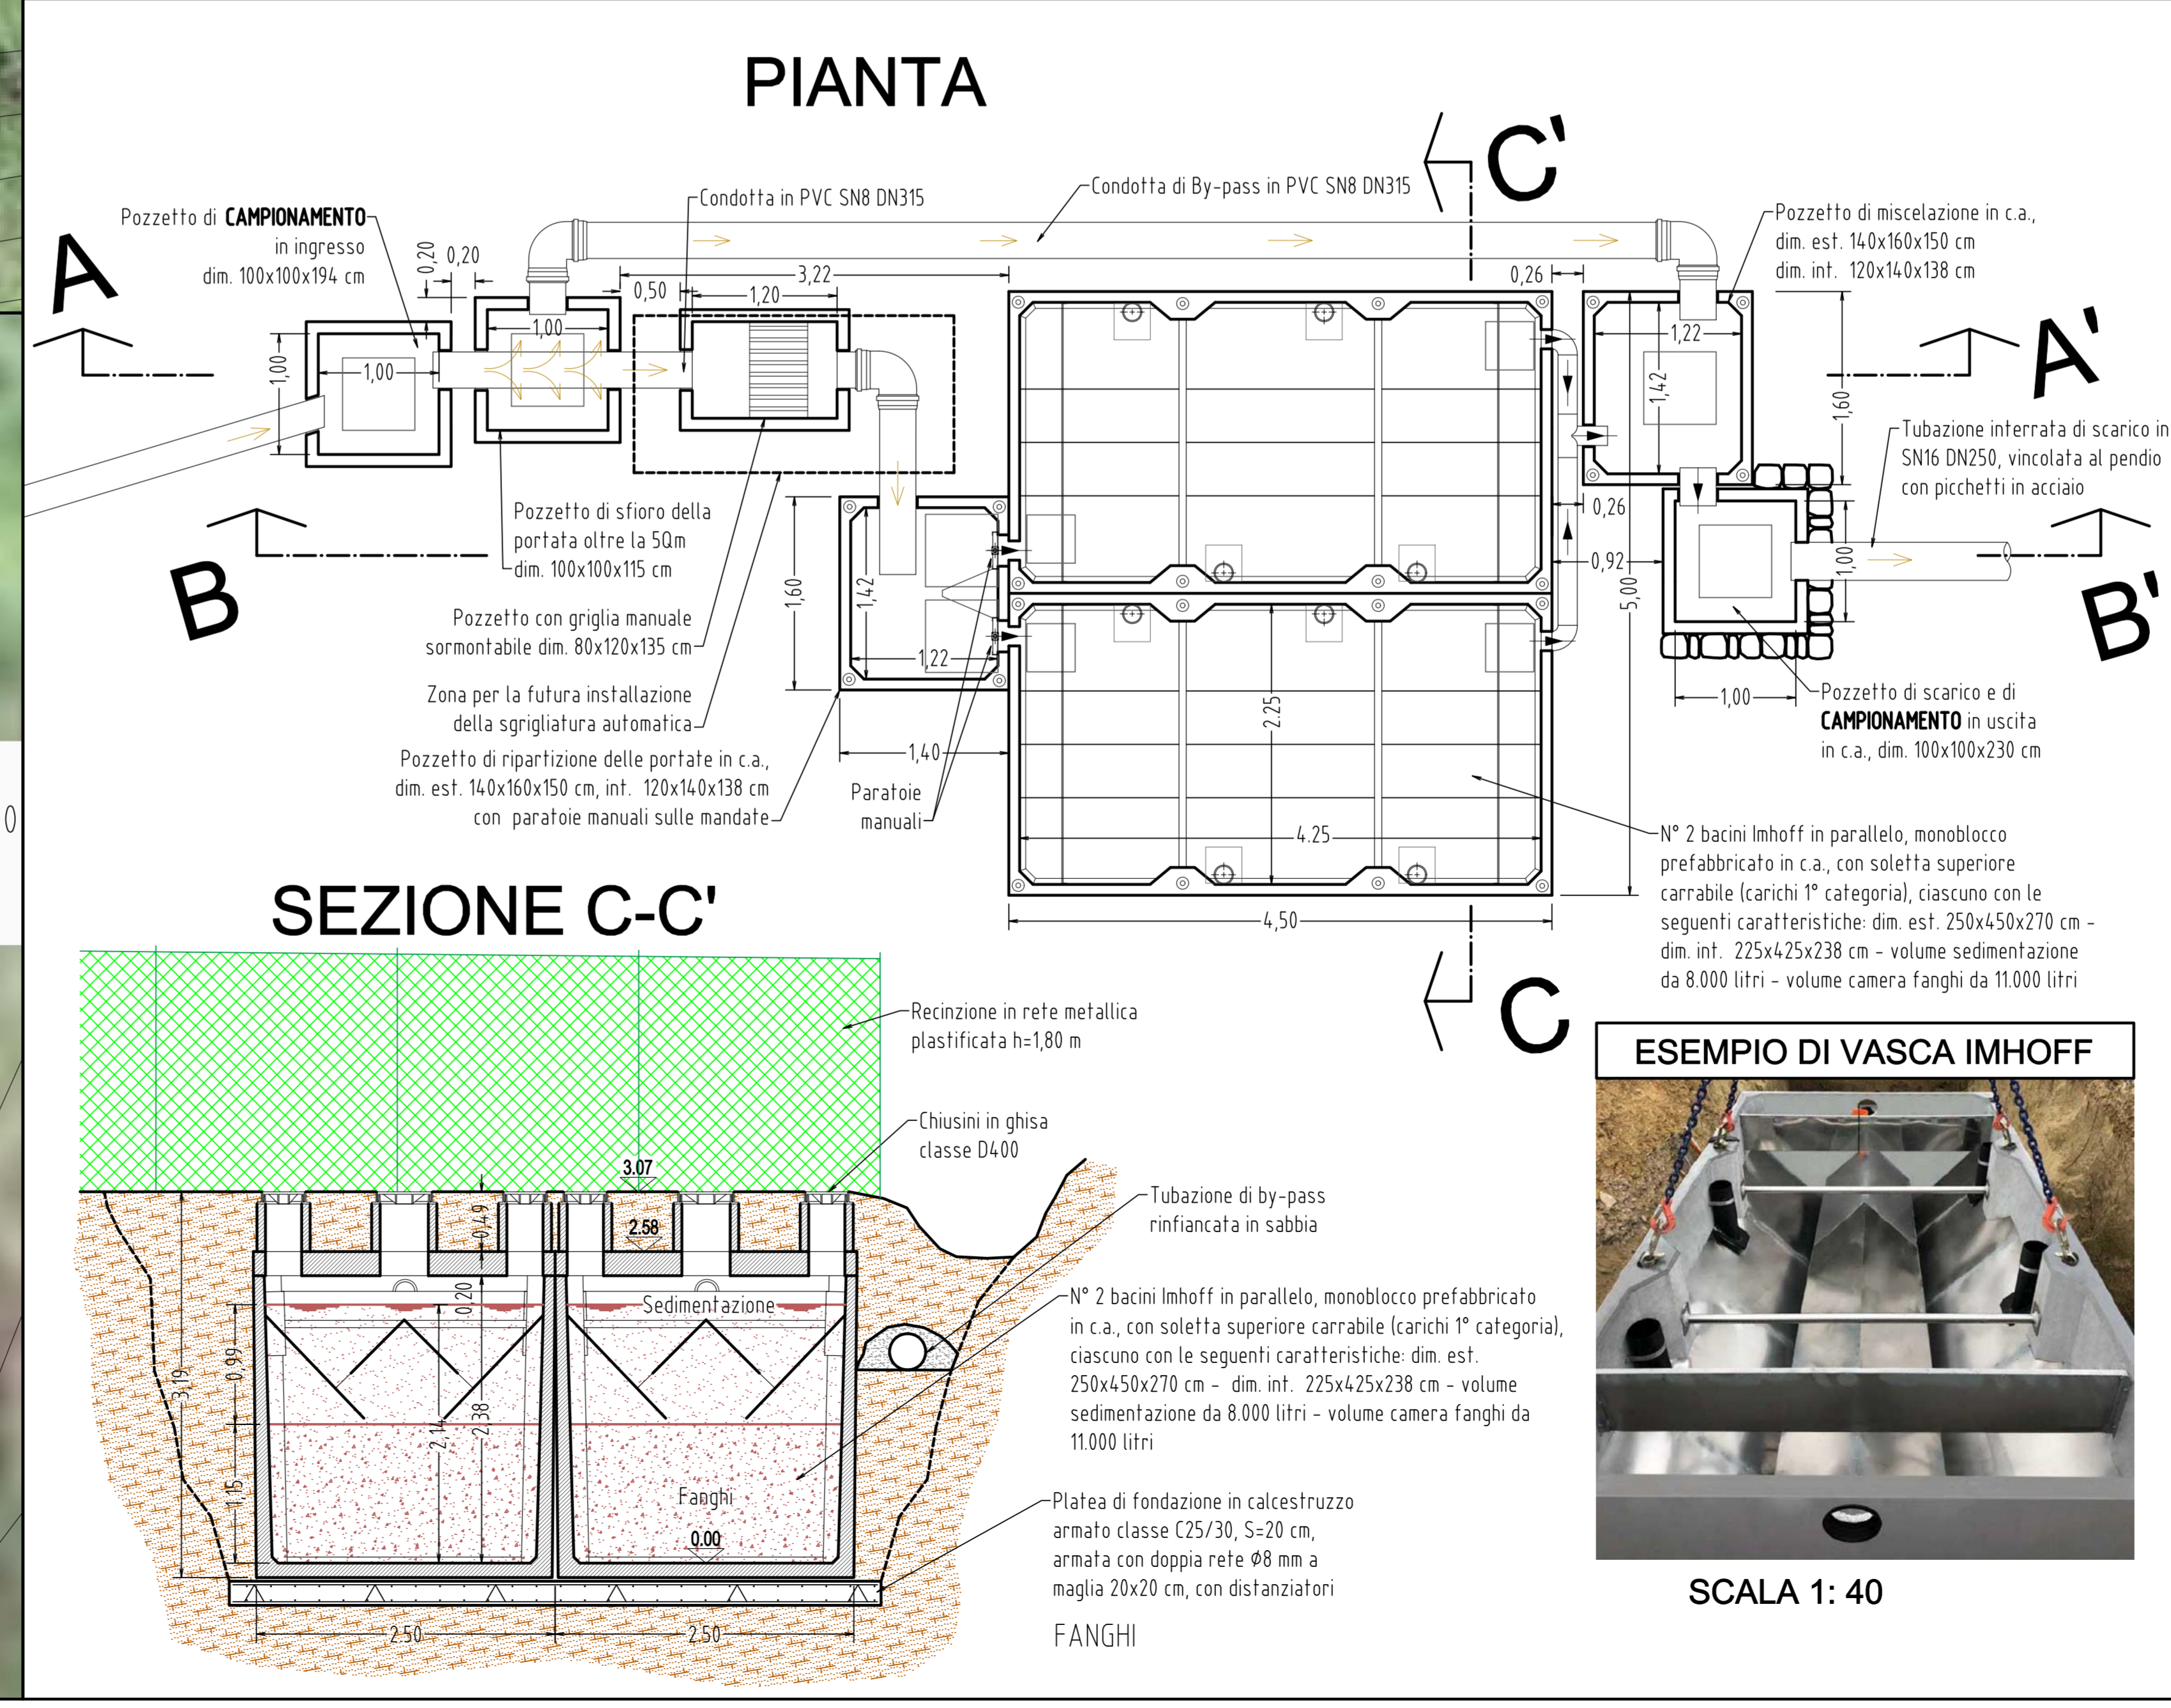 PIANTA
C'
Condotta in PVC SN8 DN315
Condotta di By-pass in PVC SN8 DN315
Pozzetto di CAMPIONAMENTO
in ingresso
dim. 100x100x194 cm
A
Pozzetto di miscelazione in c.a.,
dim. est. 140x160x150 cm
dim. int. 120x140x138 cm
0,20
0,20
3,22
0,26
0,50
1,20
1,00
1,00
1,00
1,22
1,42
1,60
A'
Tubazione interrata di scarico in
SN16 DN250, vincolata al pendio
con picchetti in acciaio
B
Pozzetto di sfioro della
portata oltre la 5Qm
dim. 100x100x115 cm
0,26
0,92
5,00
1,00
B'
1,60
1,42
1,22
Pozzetto con griglia manuale
sormontabile dim. 80x120x135 cm
Zona per la futura installazione
della sgrigliatura automatica
1,40
2.25
1,00
Pozzetto di scarico e di
CAMPIONAMENTO in uscita
in c.a., dim. 100x100x230 cm
Pozzetto di ripartizione delle portate in c.a.,
dim. est. 140x160x150 cm, int. 120x140x138 cm
con paratoie manuali sulle mandate
Paratoie
manuali
0
4.25
4,50
N° 2 bacini Imhoff in parallelo, monoblocco
prefabbricato in c.a., con soletta superiore
carrabile (carichi 1° categoria), ciascuno con le
seguenti caratteristiche: dim. est. 250x450x270 cm -
dim. int. 225x425x238 cm - volume sedimentazione
da 8.000 litri - volume camera fanghi da 11.000 litri
C
SEZIONE C-C'
Recinzione in rete metallica
plastificata h=1,80 m
Chiusini in ghisa
classe D400
3.07
0,49
2.58
Tubazione di by-pass
rinfiancata in sabbia
0,20
Sedimentazione
0,99
3,19
2,14
2,38
1,15
Fanghi
0.00
2.50
2.50
N° 2 bacini Imhoff in parallelo, monoblocco prefabbricato
in c.a., con soletta superiore carrabile (carichi 1° categoria),
ciascuno con le seguenti caratteristiche: dim. est.
250x450x270 cm - dim. int. 225x425x238 cm - volume
sedimentazione da 8.000 litri - volume camera fanghi da
11.000 litri
Platea di fondazione in calcestruzzo
armato classe C25/30, S=20 cm,
armata con doppia rete Ø8 mm a
maglia 20x20 cm, con distanziatori
FANGHI
ESEMPIO DI VASCA IMHOFF
SCALA 1: 40